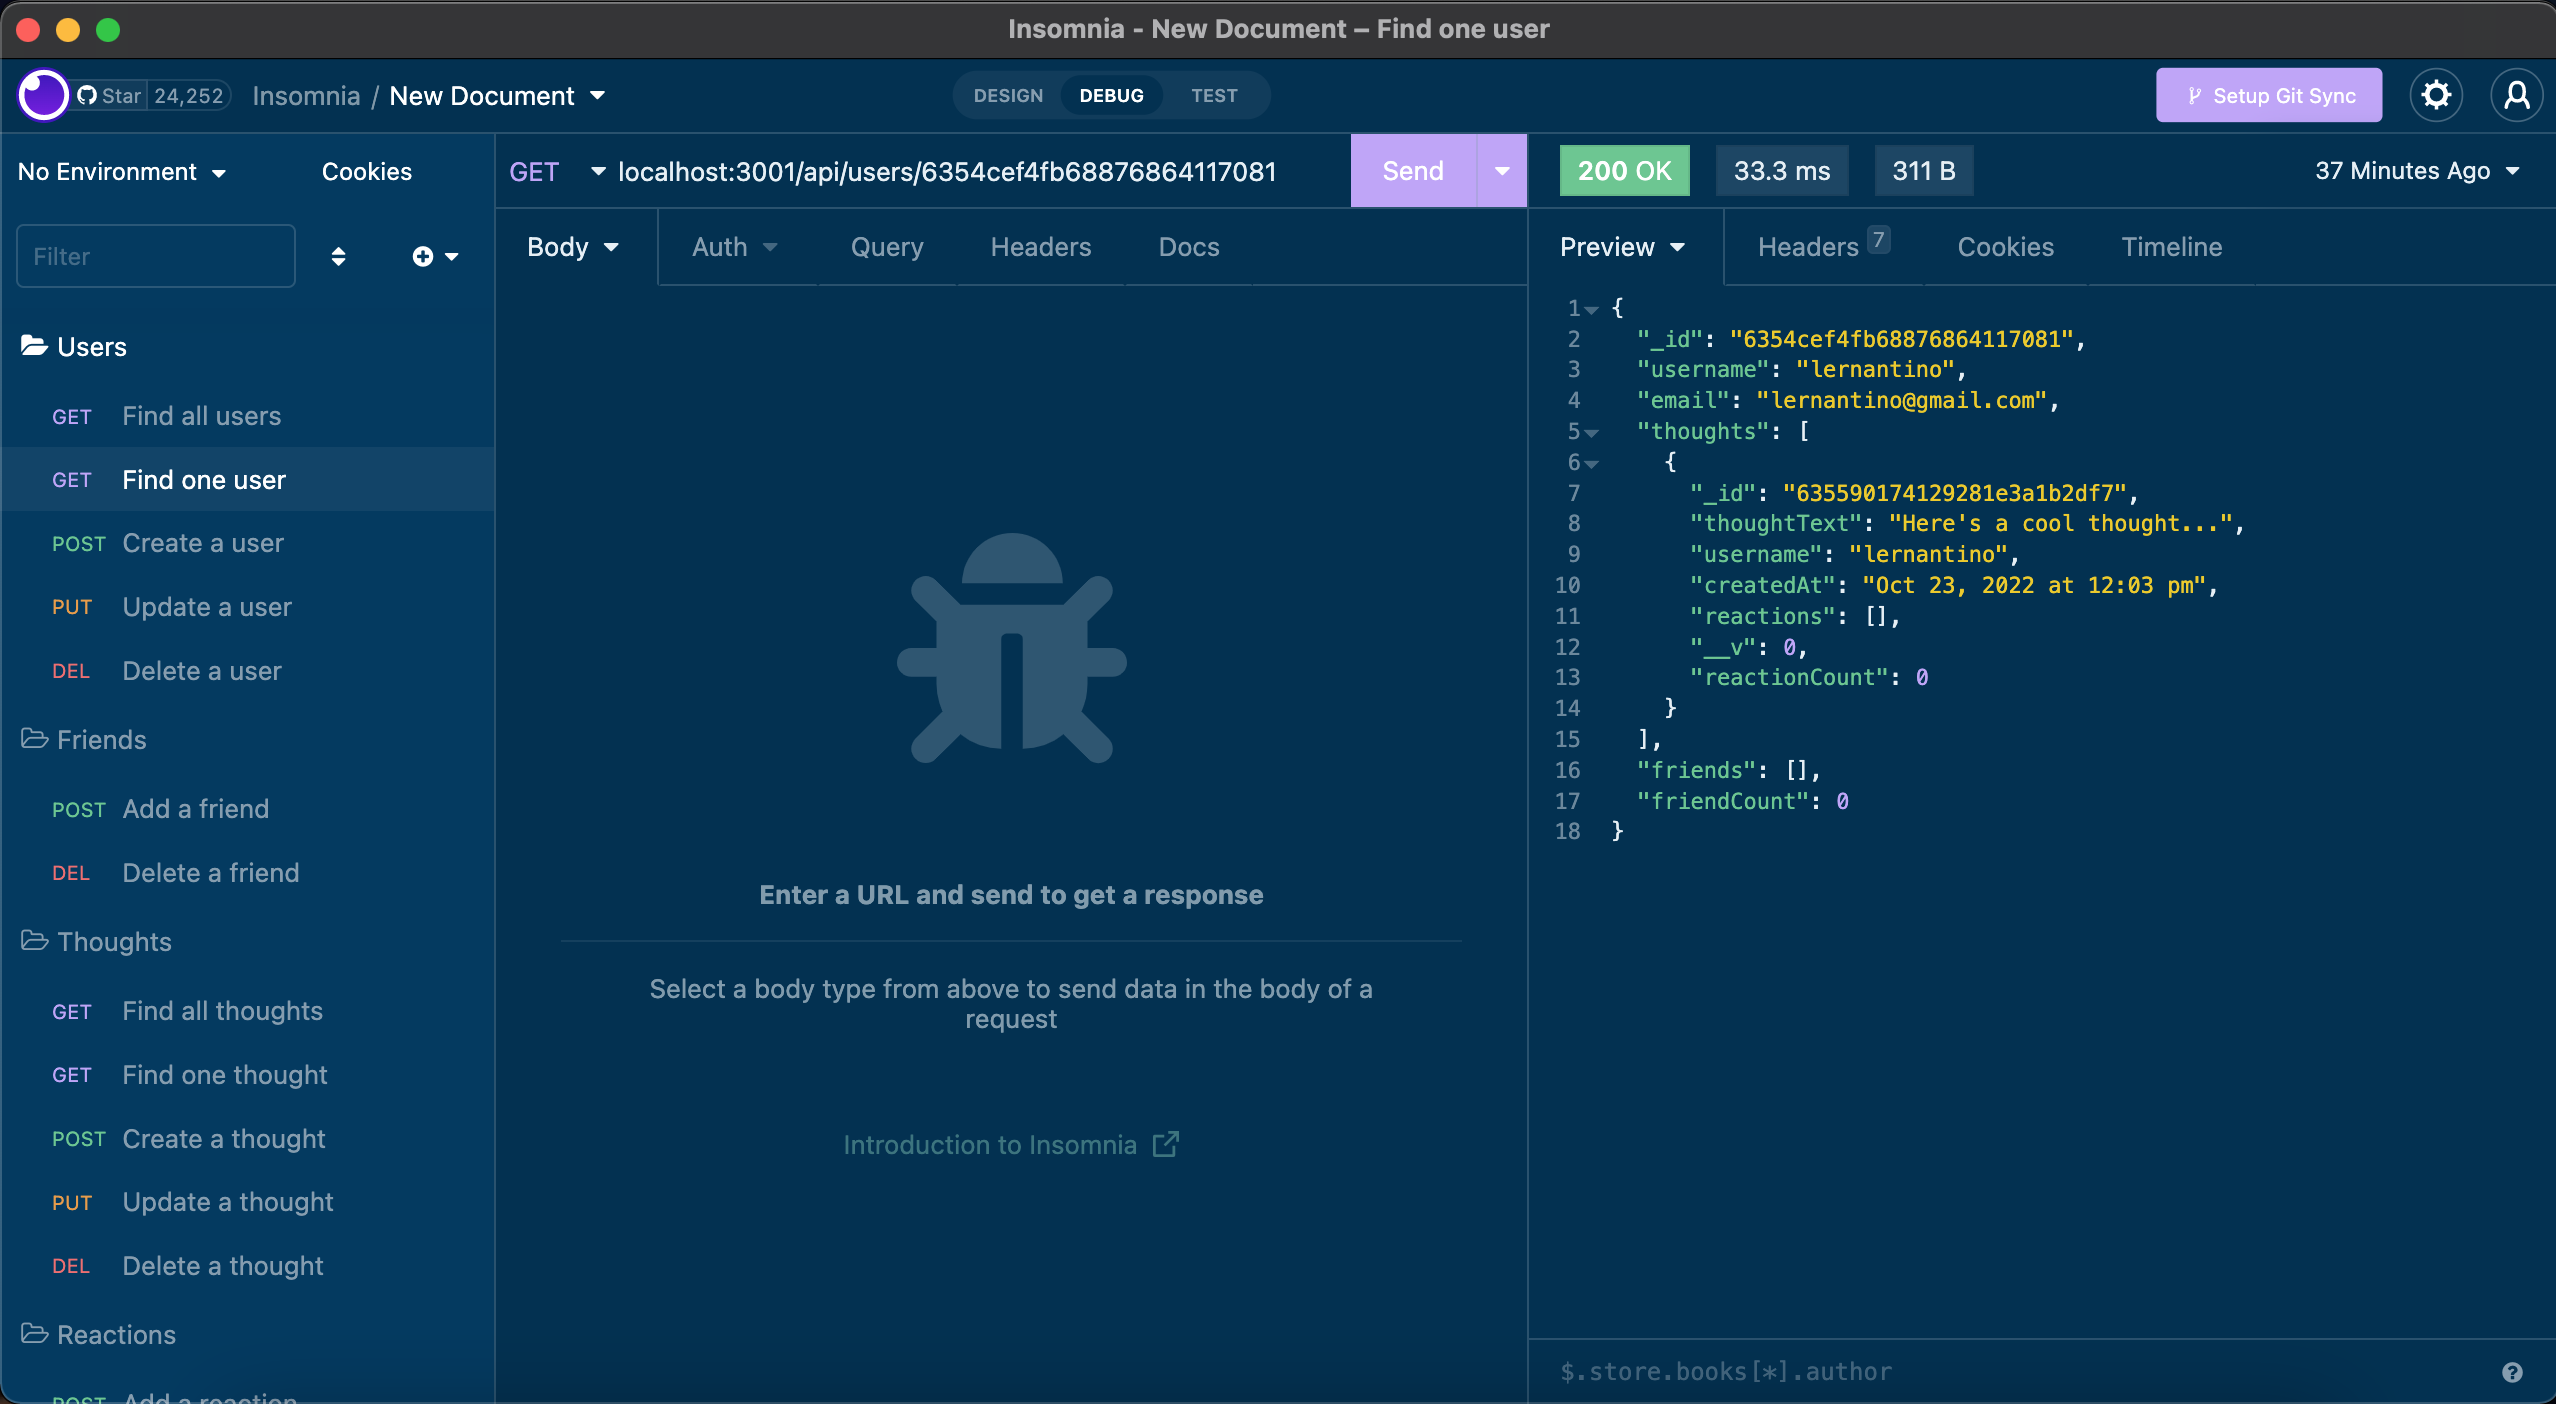 Insomnia - New Document – Find one user
Star 24,252 Insomnia / New Document
DESIGN DEBUG TEST
Setup Git Sync
No Environment Cookies
Filter
Users
GET Find all users
GET Find one user
POST Create a user
PUT Update a user
DEL Delete a user
Friends
POST Add a friend
DEL Delete a friend
Thoughts
GET Find all thoughts
GET Find one thought
POST Create a thought
PUT Update a thought
DEL Delete a thought
Reactions
POST Add a reaction
GET localhost:3001/api/users/6354cef4fb68876864117081 Send
Body Auth Query Headers Docs
Enter a URL and send to get a response
Select a body type from above to send data in the body of a
request
Introduction to Insomnia
200 OK 33.3 ms 311 B 37 Minutes Ago
Preview Headers 7 Cookies Timeline
1 {
2 "_id": "6354cef4fb68876864117081",
3 "username": "lernantino",
4 "email": "lernantino@gmail.com",
5 "thoughts": [
6 {
7 "_id": "635590174129281e3a1b2df7",
8 "thoughtText": "Here's a cool thought...",
9 "username": "lernantino",
10 "createdAt": "Oct 23, 2022 at 12:03 pm",
11 "reactions": [],
12 "__v": 0,
13 "reactionCount": 0
14 }
15 ],
16 "friends": [],
17 "friendCount": 0
18 }
$.store.books[*].author